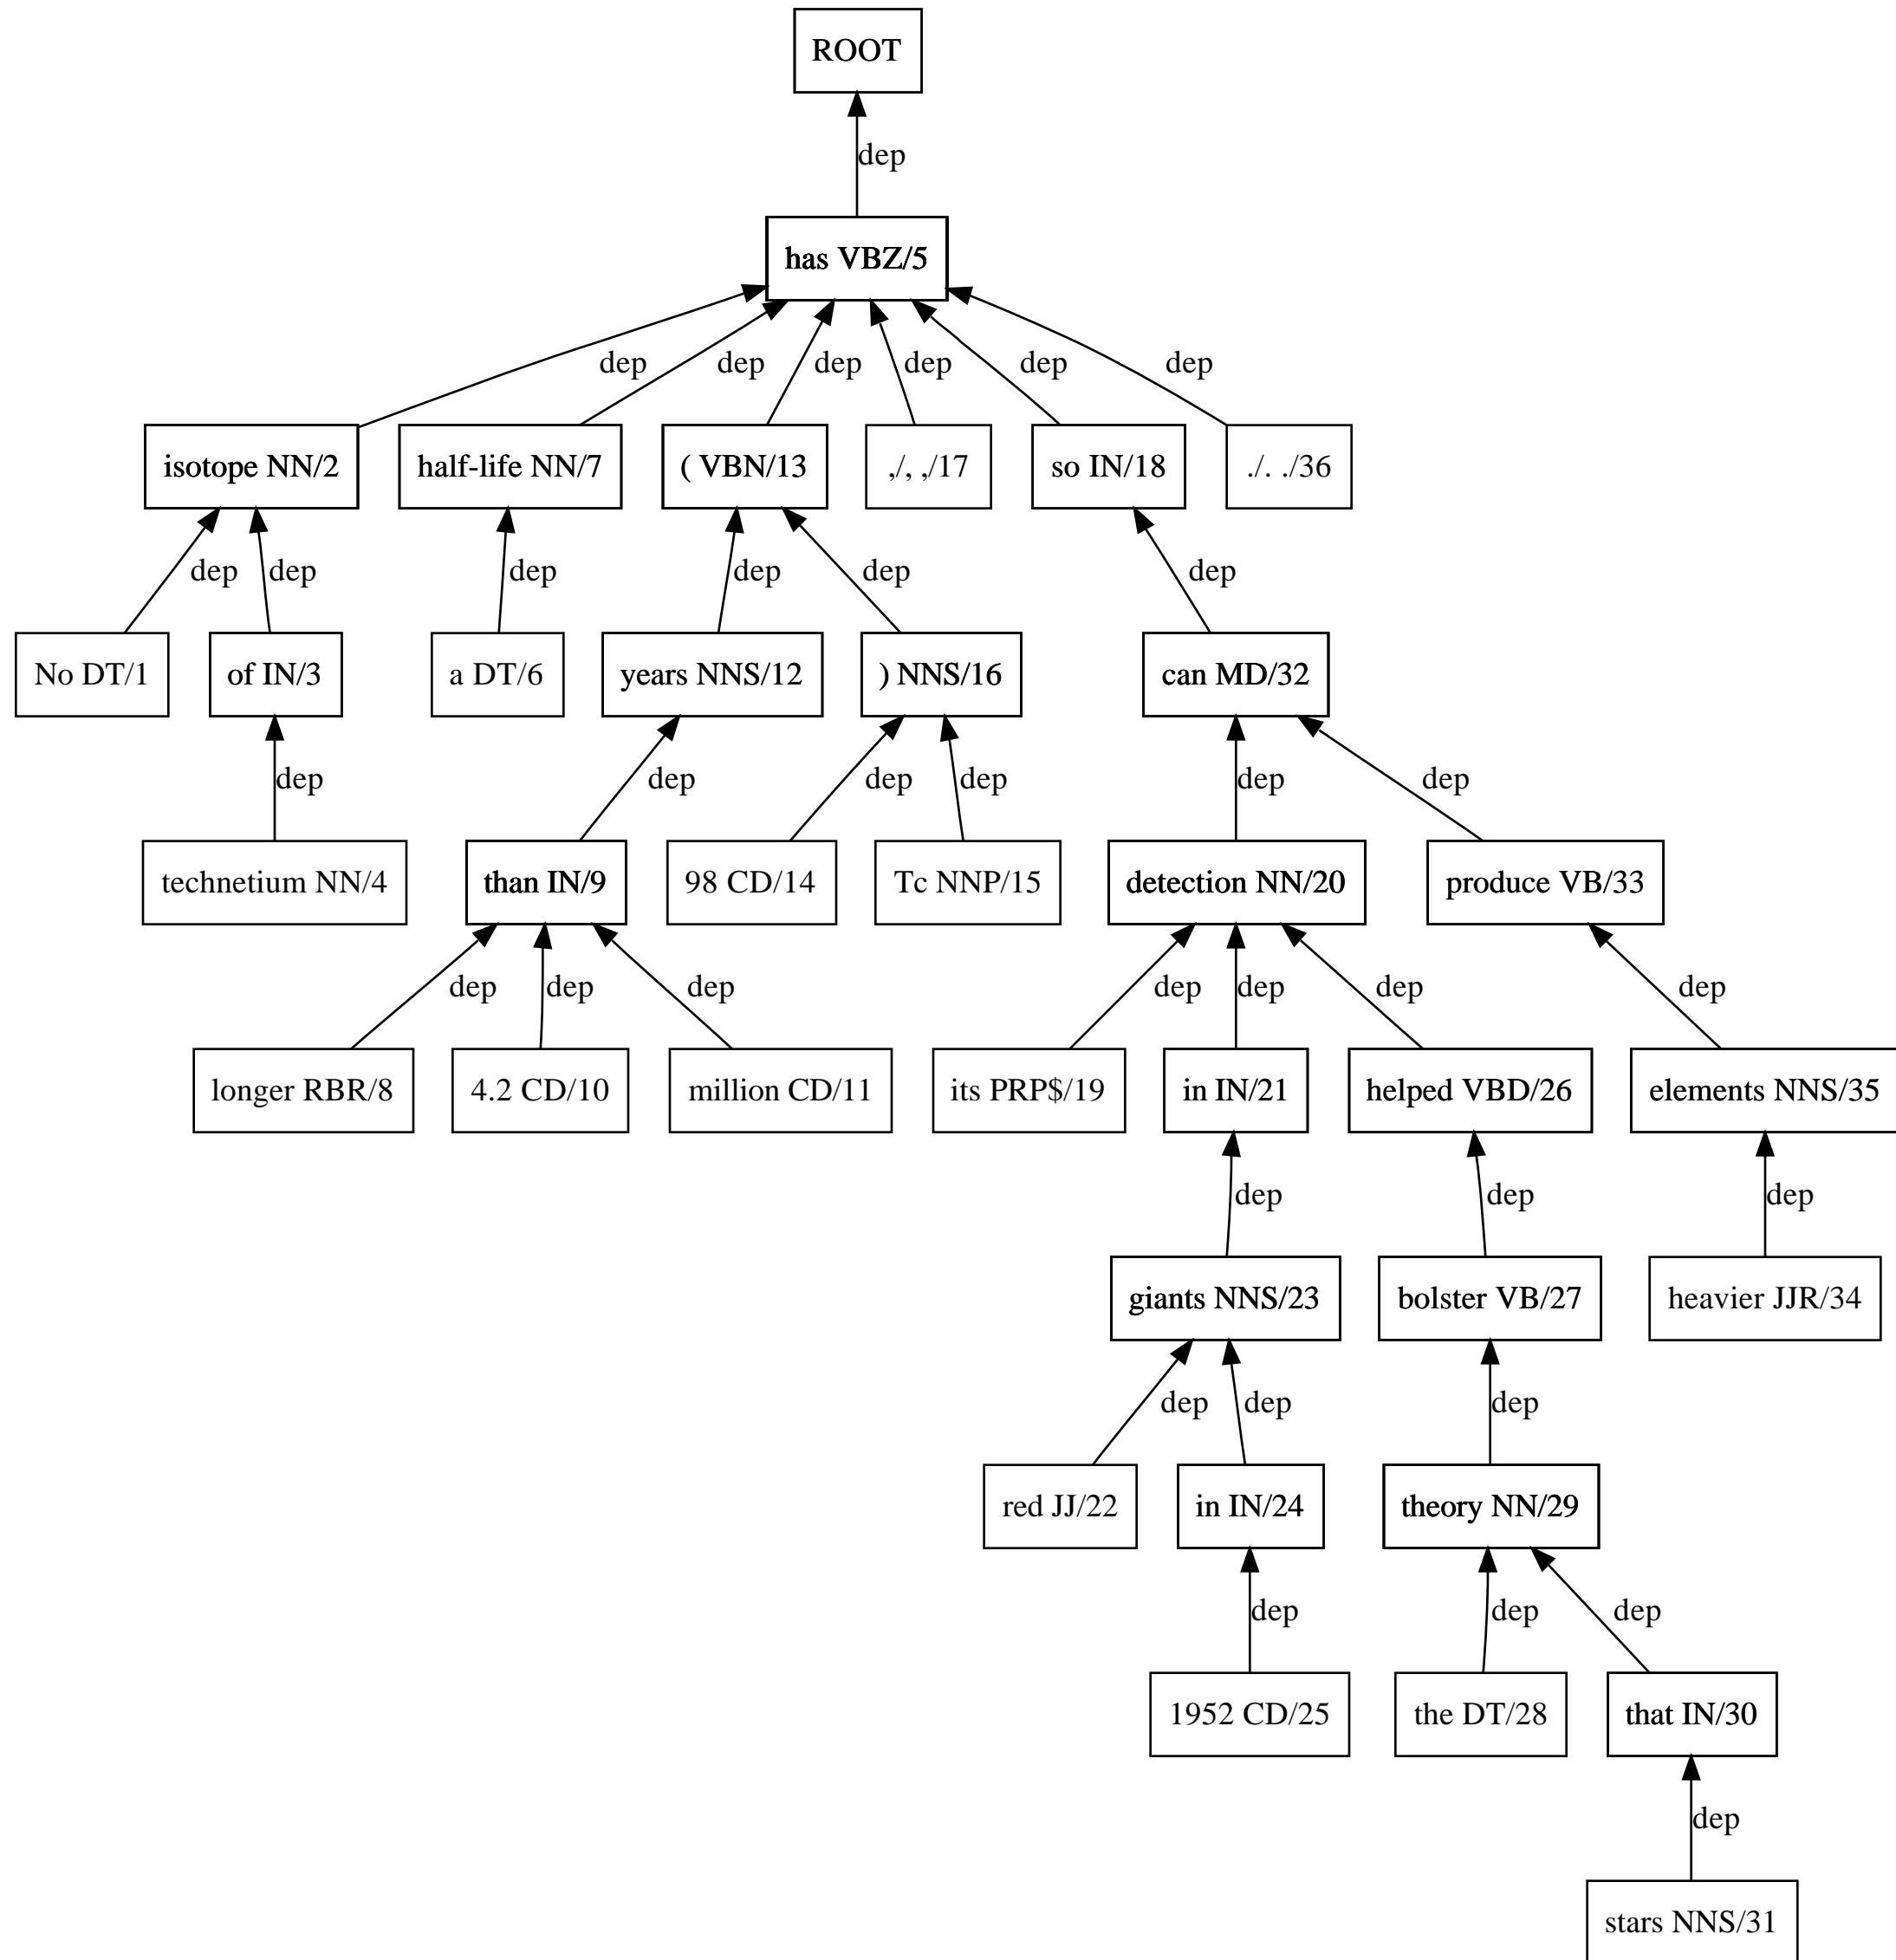 ROOT
dep
has VBZ/5
dep dep dep dep dep dep
isotope NN/2 half-life NN/7 ( VBN/13 ,/, ,/17 so IN/18 ./. ./36
dep dep dep dep dep dep
No DT/1 of IN/3 a DT/6 years NNS/12 ) NNS/16 can MD/32
dep dep dep dep dep dep
technetium NN/4 than IN/9 98 CD/14 Tc NNP/15 detection NN/20 produce VB/33
dep dep dep dep dep dep dep
longer RBR/8 4.2 CD/10 million CD/11 its PRP$/19 in IN/21 helped VBD/26 elements NNS/35
dep dep dep
giants NNS/23 bolster VB/27 heavier JJR/34
dep dep dep
red JJ/22 in IN/24 theory NN/29
dep dep dep
1952 CD/25 the DT/28 that IN/30
dep
stars NNS/31